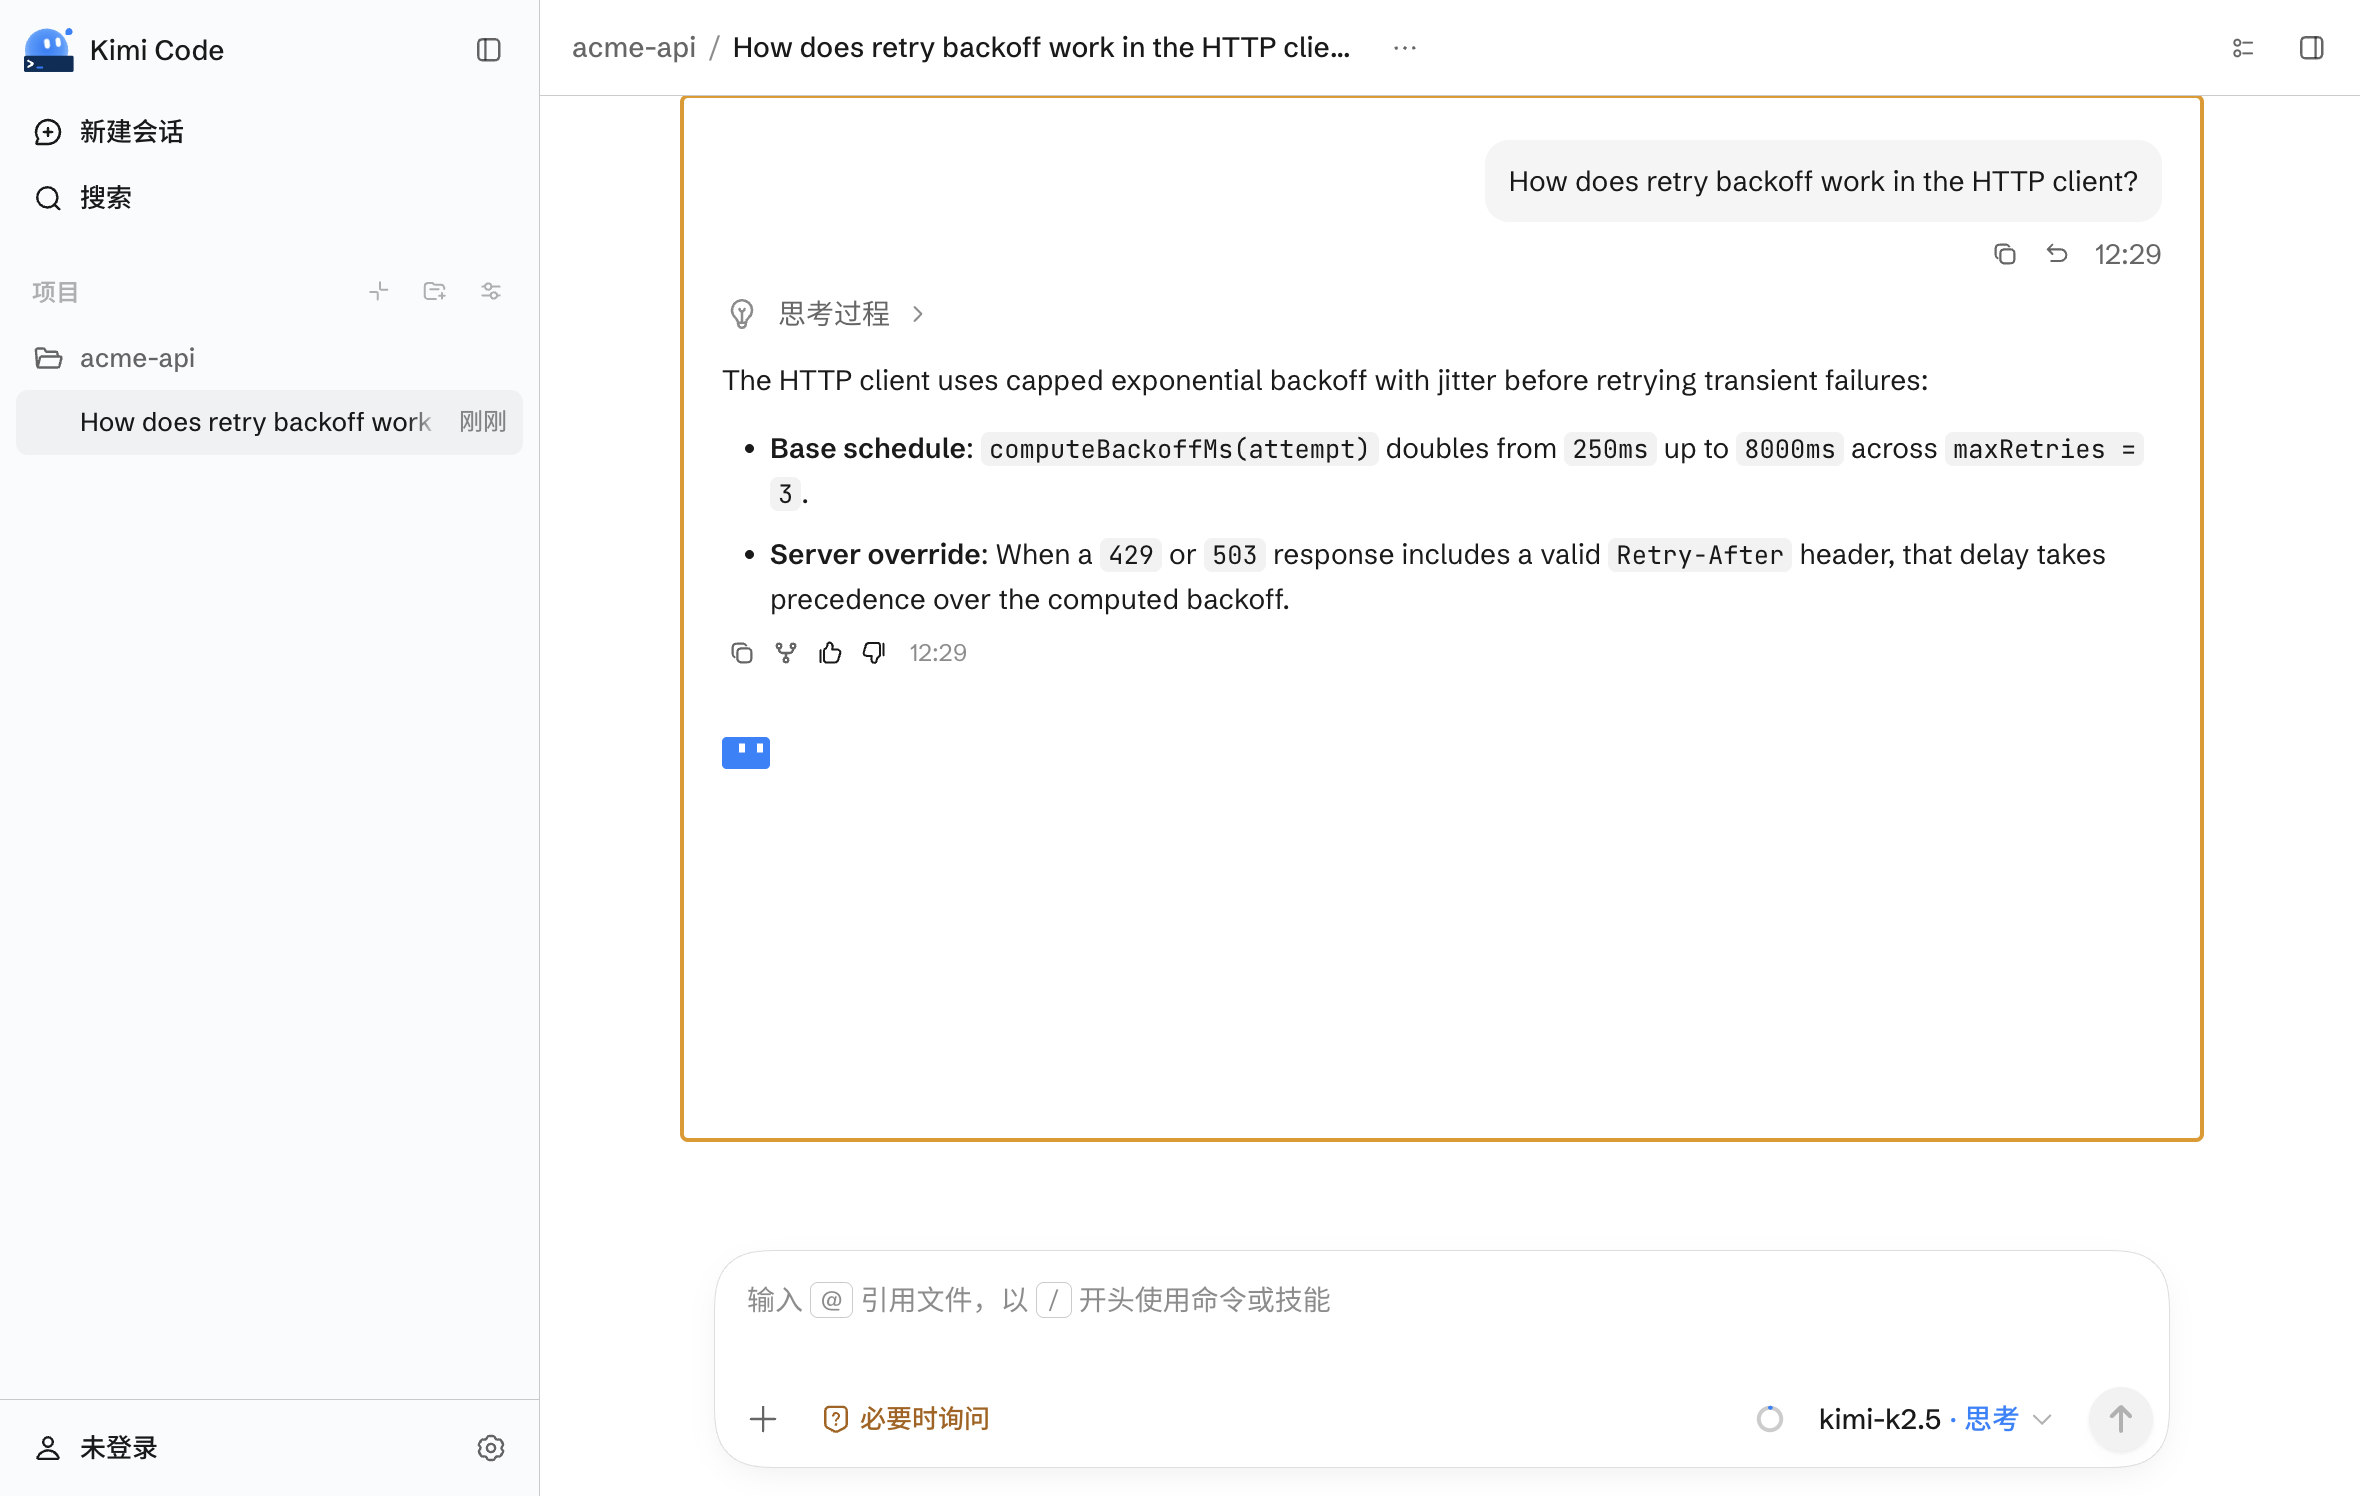 Kimi Code
新建会话
搜索
项目
acme-api
How does retry backoff work 刚刚
未登录
acme-api / How does retry backoff work in the HTTP clie... ...
How does retry backoff work in the HTTP client?
12:29
思考过程
The HTTP client uses capped exponential backoff with jitter before retrying transient failures:
• Base schedule: computeBackoffMs(attempt) doubles from 250ms up to 8000ms across maxRetries =
3.
• Server override: When a 429 or 503 response includes a valid Retry-After header, that delay takes
precedence over the computed backoff.
12:29
输入 @ 引用文件，以 / 开头使用命令或技能
必要时询问
kimi-k2.5 · 思考